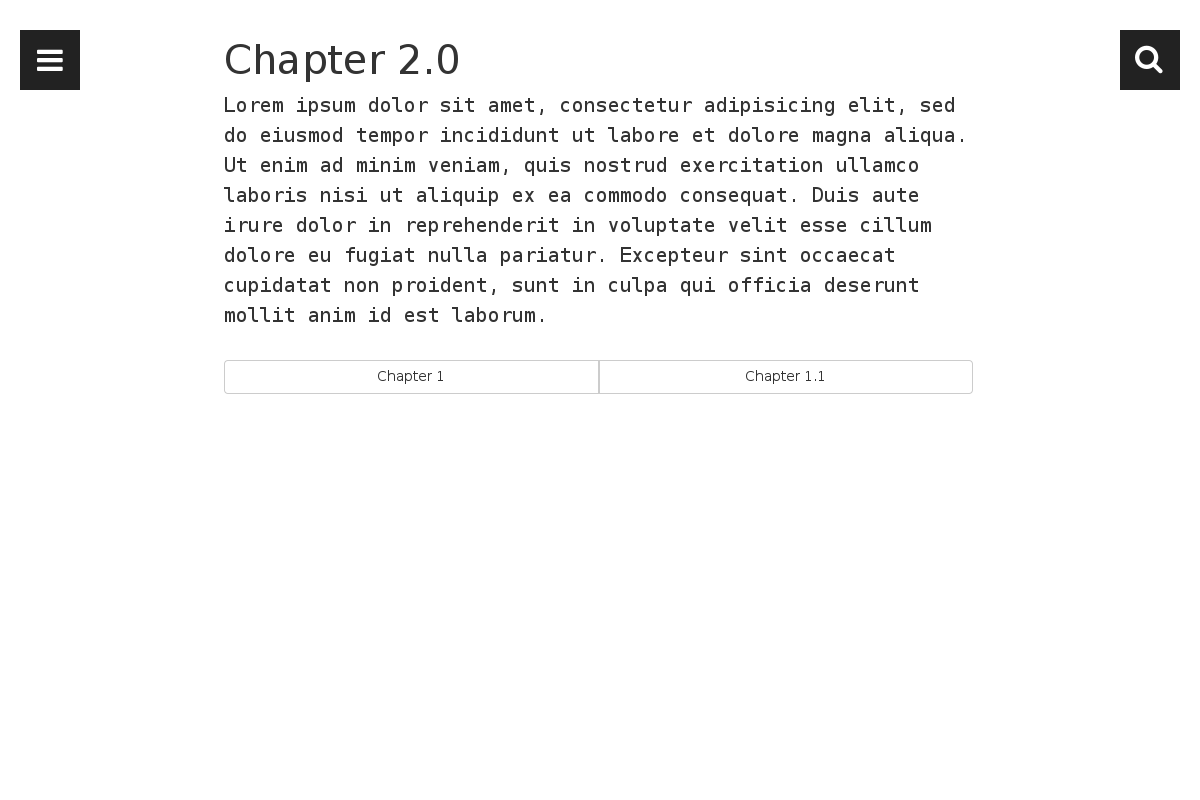 Chapter 2.0
Lorem ipsum dolor sit amet, consectetur adipisicing elit, sed
do eiusmod tempor incididunt ut labore et dolore magna aliqua.
Ut enim ad minim veniam, quis nostrud exercitation ullamco
laboris nisi ut aliquip ex ea commodo consequat. Duis aute
irure dolor in reprehenderit in voluptate velit esse cillum
dolore eu fugiat nulla pariatur. Excepteur sint occaecat
cupidatat non proident, sunt in culpa qui officia deserunt
mollit anim id est laborum.
Chapter 1
Chapter 1.1